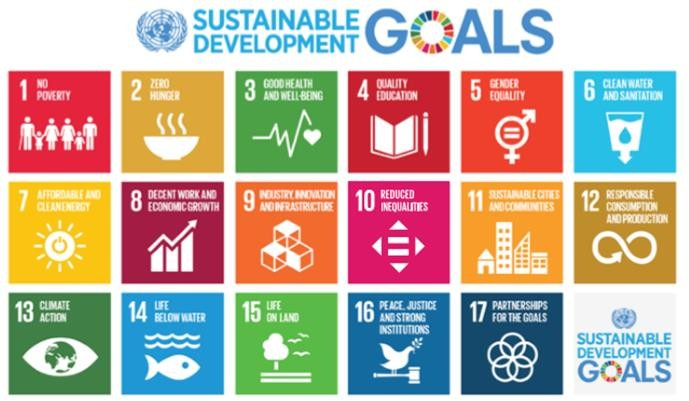 SUSTAINABLE
DEVELOPMENT
GOALS
1 NO
POVERTY
2 ZERO
HUNGER
3 GOOD HEALTH
AND WELL-BEING
4 QUALITY
EDUCATION
5 GENDER
EQUALITY
6 CLEAN WATER
AND SANITATION
7 AFFORDABLE AND
CLEAN ENERGY
8 DECENT WORK AND
ECONOMIC GROWTH
9 INDUSTRY, INNOVATION
AND INFRASTRUCTURE
10 REDUCED
INEQUALITIES
11 SUSTAINABLE CITIES
AND COMMUNITIES
12 RESPONSIBLE
CONSUMPTION
AND PRODUCTION
13 CLIMATE
ACTION
14 LIFE
BELOW WATER
15 LIFE
ON LAND
16 PEACE, JUSTICE
AND STRONG
INSTITUTIONS
17 PARTNERSHIPS
FOR THE GOALS
SUSTAINABLE
DEVELOPMENT
GOALS